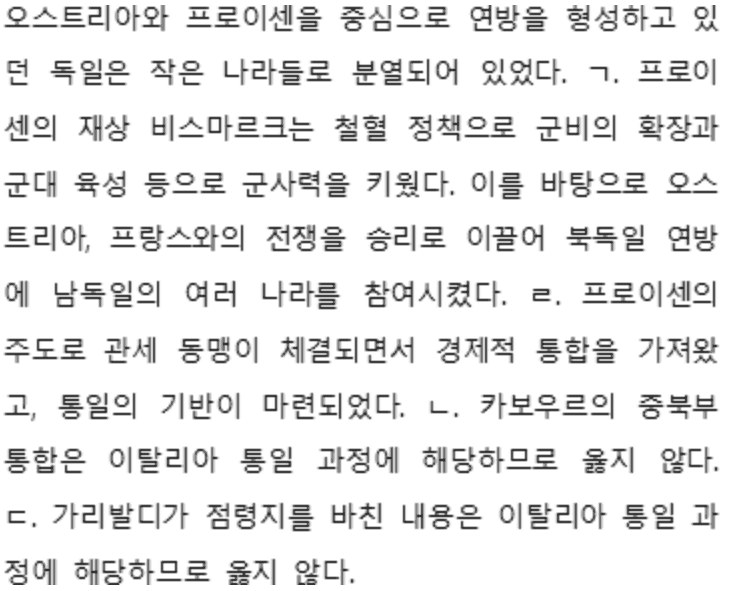 오스트리아와 프로이센을 중심으로 연방을 형성하고 있
던 독일은 작은 나라들로 분열되어 있었다. ㄱ. 프로이
센의 재상 비스마르크는 철혈 정책으로 군비의 확장과
군대 육성 등으로 군사력을 키웠다. 이를 바탕으로 오스
트리아, 프랑스와의 전쟁을 승리로 이끌어 북독일 연방
에 남독일의 여러 나라를 참여시켰다. ㄹ. 프로이센의
주도로 관세 동맹이 체결되면서 경제적 통합을 가져왔
고, 통일의 기반이 마련되었다. ㄴ. 카보우르의 중북부
통합은 이탈리아 통일 과정에 해당하므로 옳지 않다.
ㄷ. 가리발디가 점령지를 바친 내용은 이탈리아 통일 과
정에 해당하므로 옳지 않다.